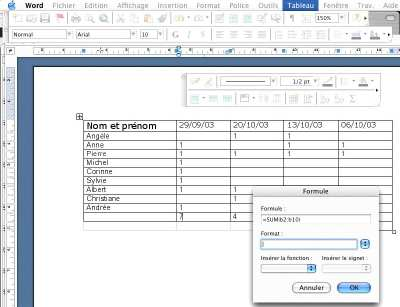 Word Fichier Edition Affichage Insertion Format Police Outils Tableau Fenêtre Trav. Aide
150%
Normal Arial 10
1/2 pt
Nom et prénom 29/09/03 20/10/03 13/10/03 06/10/03
Angèle 1 1
Anne 1 1 1
Pierre 1 1 1 1
Michel 1
Corinne 1
Sylvie 1
Albert 1 1
Christiane 1
Andrée 1
7 4
Formule
Formule :
=SUM(b2:b10)
Format :
Insérer la fonction : Insérer le signet :
Annuler OK